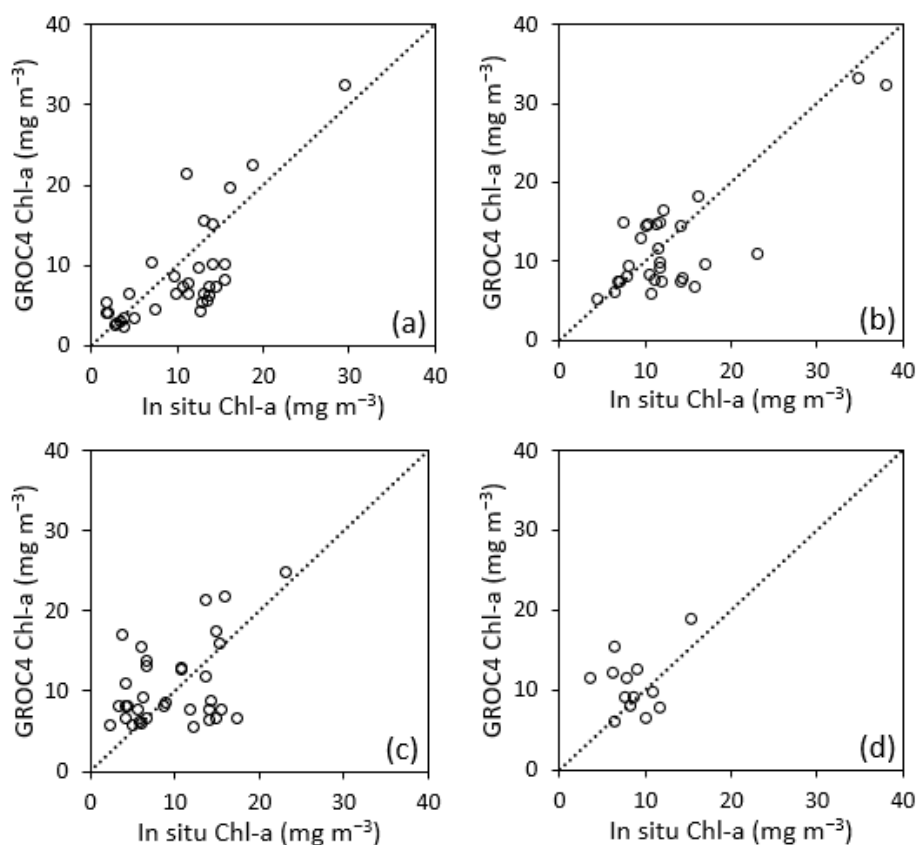 40
30
20
10
0
GROC4 Chl-a (mg m⁻³)
0 10 20 30 40
In situ Chl-a (mg m⁻³)
(a)
40
30
20
10
0
GROC4 Chl-a (mg m⁻³)
0 10 20 30 40
In situ Chl-a (mg m⁻³)
(b)
40
30
20
10
0
GROC4 Chl-a (mg m⁻³)
0 10 20 30 40
In situ Chl-a (mg m⁻³)
(c)
40
30
20
10
0
GROC4 Chl-a (mg m⁻³)
0 10 20 30 40
In situ Chl-a (mg m⁻³)
(d)